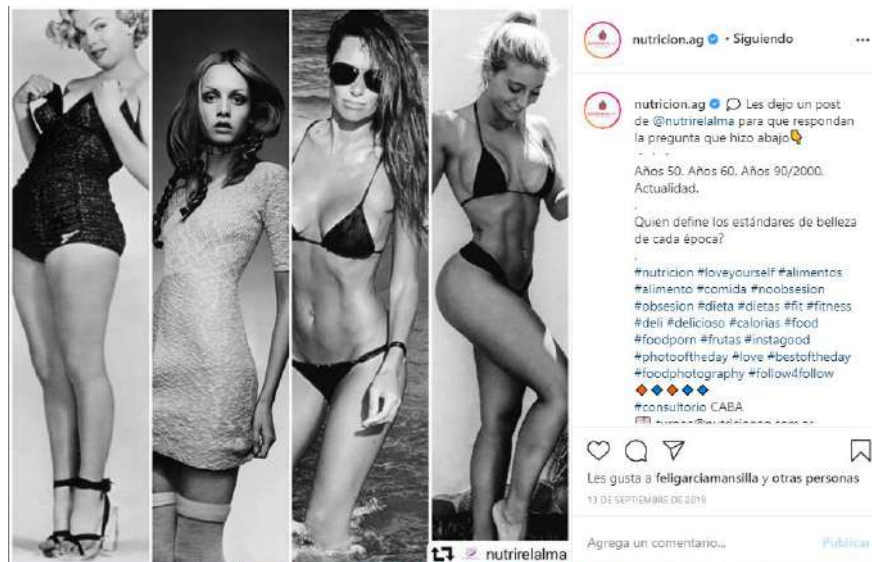 nutricion.ag • Siguiendo
nutricion.ag Les dejo un post
de @nutrirelalma para que respondan
la pregunta que hizo abajo
- - - -
Años 50. Años 60. Años 90/2000.
Actualidad.
.
Quien define los estándares de belleza
de cada época?
.
#nutricion #loveyourself #alimentos
#alimento #comida #noobsesion
#obsesion #dieta #dietas #fit #fitness
#deli #delicioso #calorias #food
#foodporn #frutas #instagood
#photooftheday #love #bestoftheday
#foodphotography #follow4follow
#consultorio CABA
Les gusta a feligarciamansilla y otras personas
13 DE SEPTIEMBRE DE 2019
Agrega un comentario... Publicar
nutrirelalma